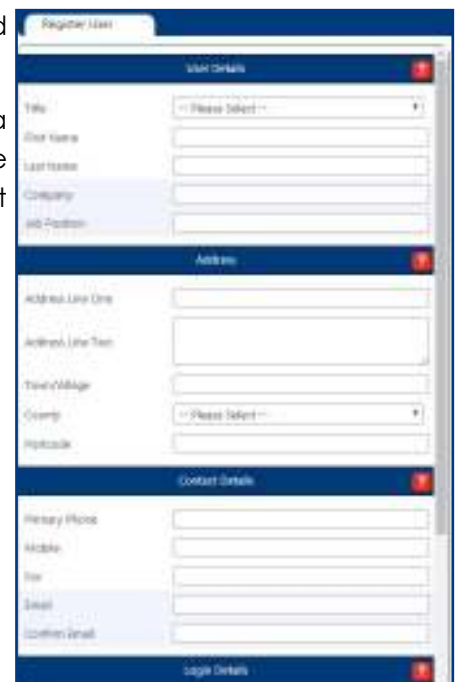 d
Register User
User Details
?
a
Title
-- Please Select --
e
First Name
Last Name
t
Company
Job Position
Address
?
Address Line One
Address Line Two
Town/Village
County
-- Please Select --
Postcode
Contact Details
?
Primary Phone
Mobile
Fax
Email
Confirm Email
Login Details
?